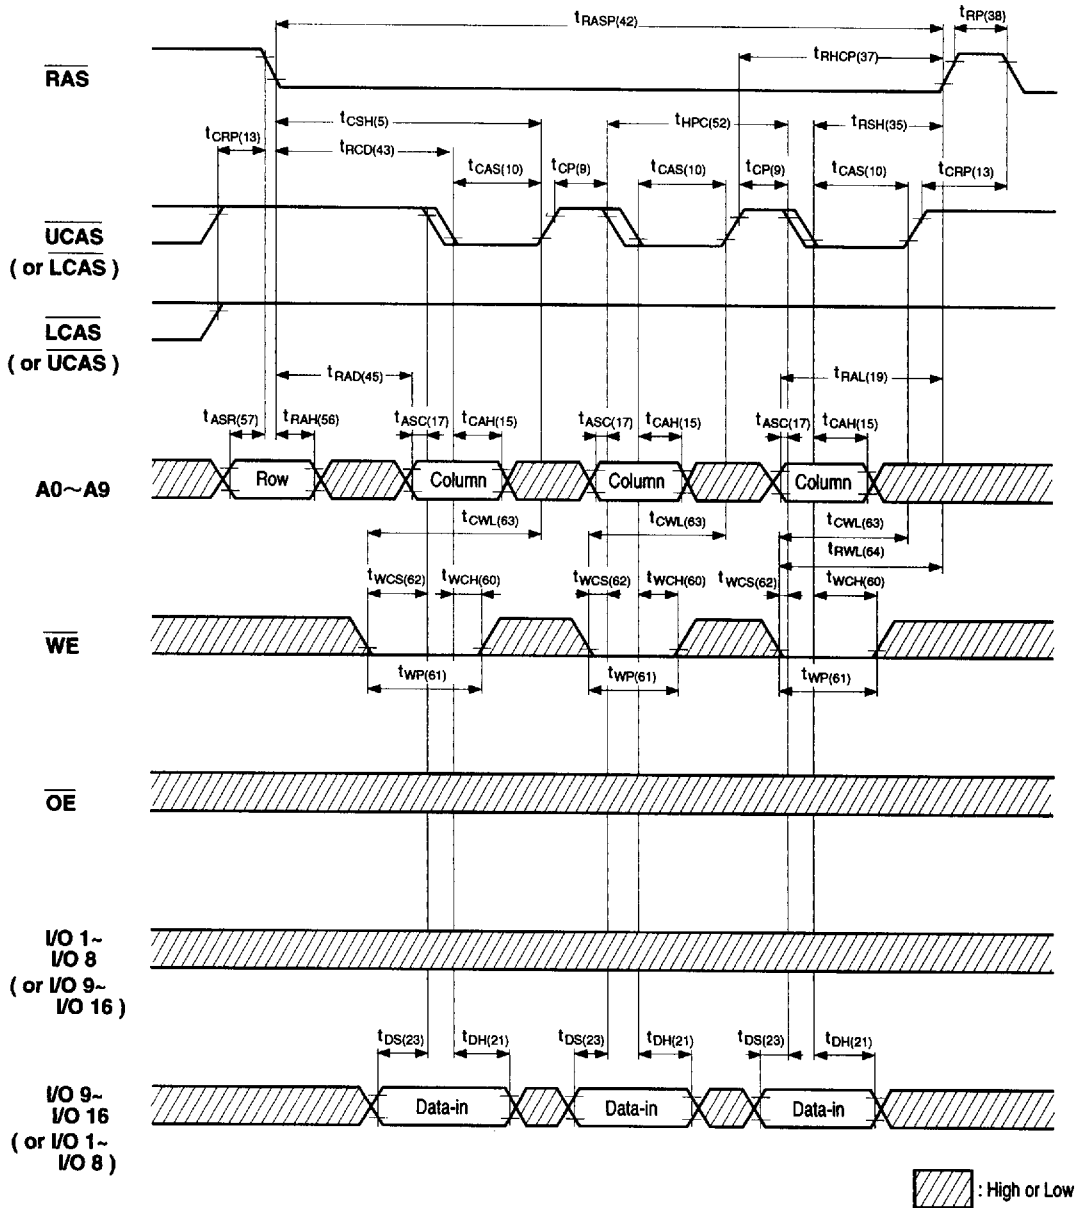 tRASP(42)
tRP(38)
tRHCP(37)
RAS
tCSH(5)
tHPC(52)
tRSH(35)
tCRP(13)
tRCD(43)
tCAS(10)
tCP(9)
tCAS(10)
tCP(9)
tCAS(10)
tCRP(13)
UCAS
( or LCAS )
LCAS
( or UCAS )
tRAD(45)
tRAL(19)
tASR(57)
tRAH(56)
tASC(17)
tCAH(15)
tASC(17)
tCAH(15)
tASC(17)
tCAH(15)
A0~A9
Row
Column
Column
Column
tCWL(63)
tCWL(63)
tCWL(63)
tRWL(64)
tWCS(62)
tWCH(60)
tWCS(62)
tWCH(60)
tWCS(62)
tWCH(60)
WE
tWP(61)
tWP(61)
tWP(61)
OE
I/O 1~
I/O 8
( or I/O 9~
I/O 16 )
tDS(23)
tDH(21)
tDS(23)
tDH(21)
tDS(23)
tDH(21)
I/O 9~
I/O 16
( or I/O 1~
I/O 8 )
Data-in
Data-in
Data-in
: High or Low